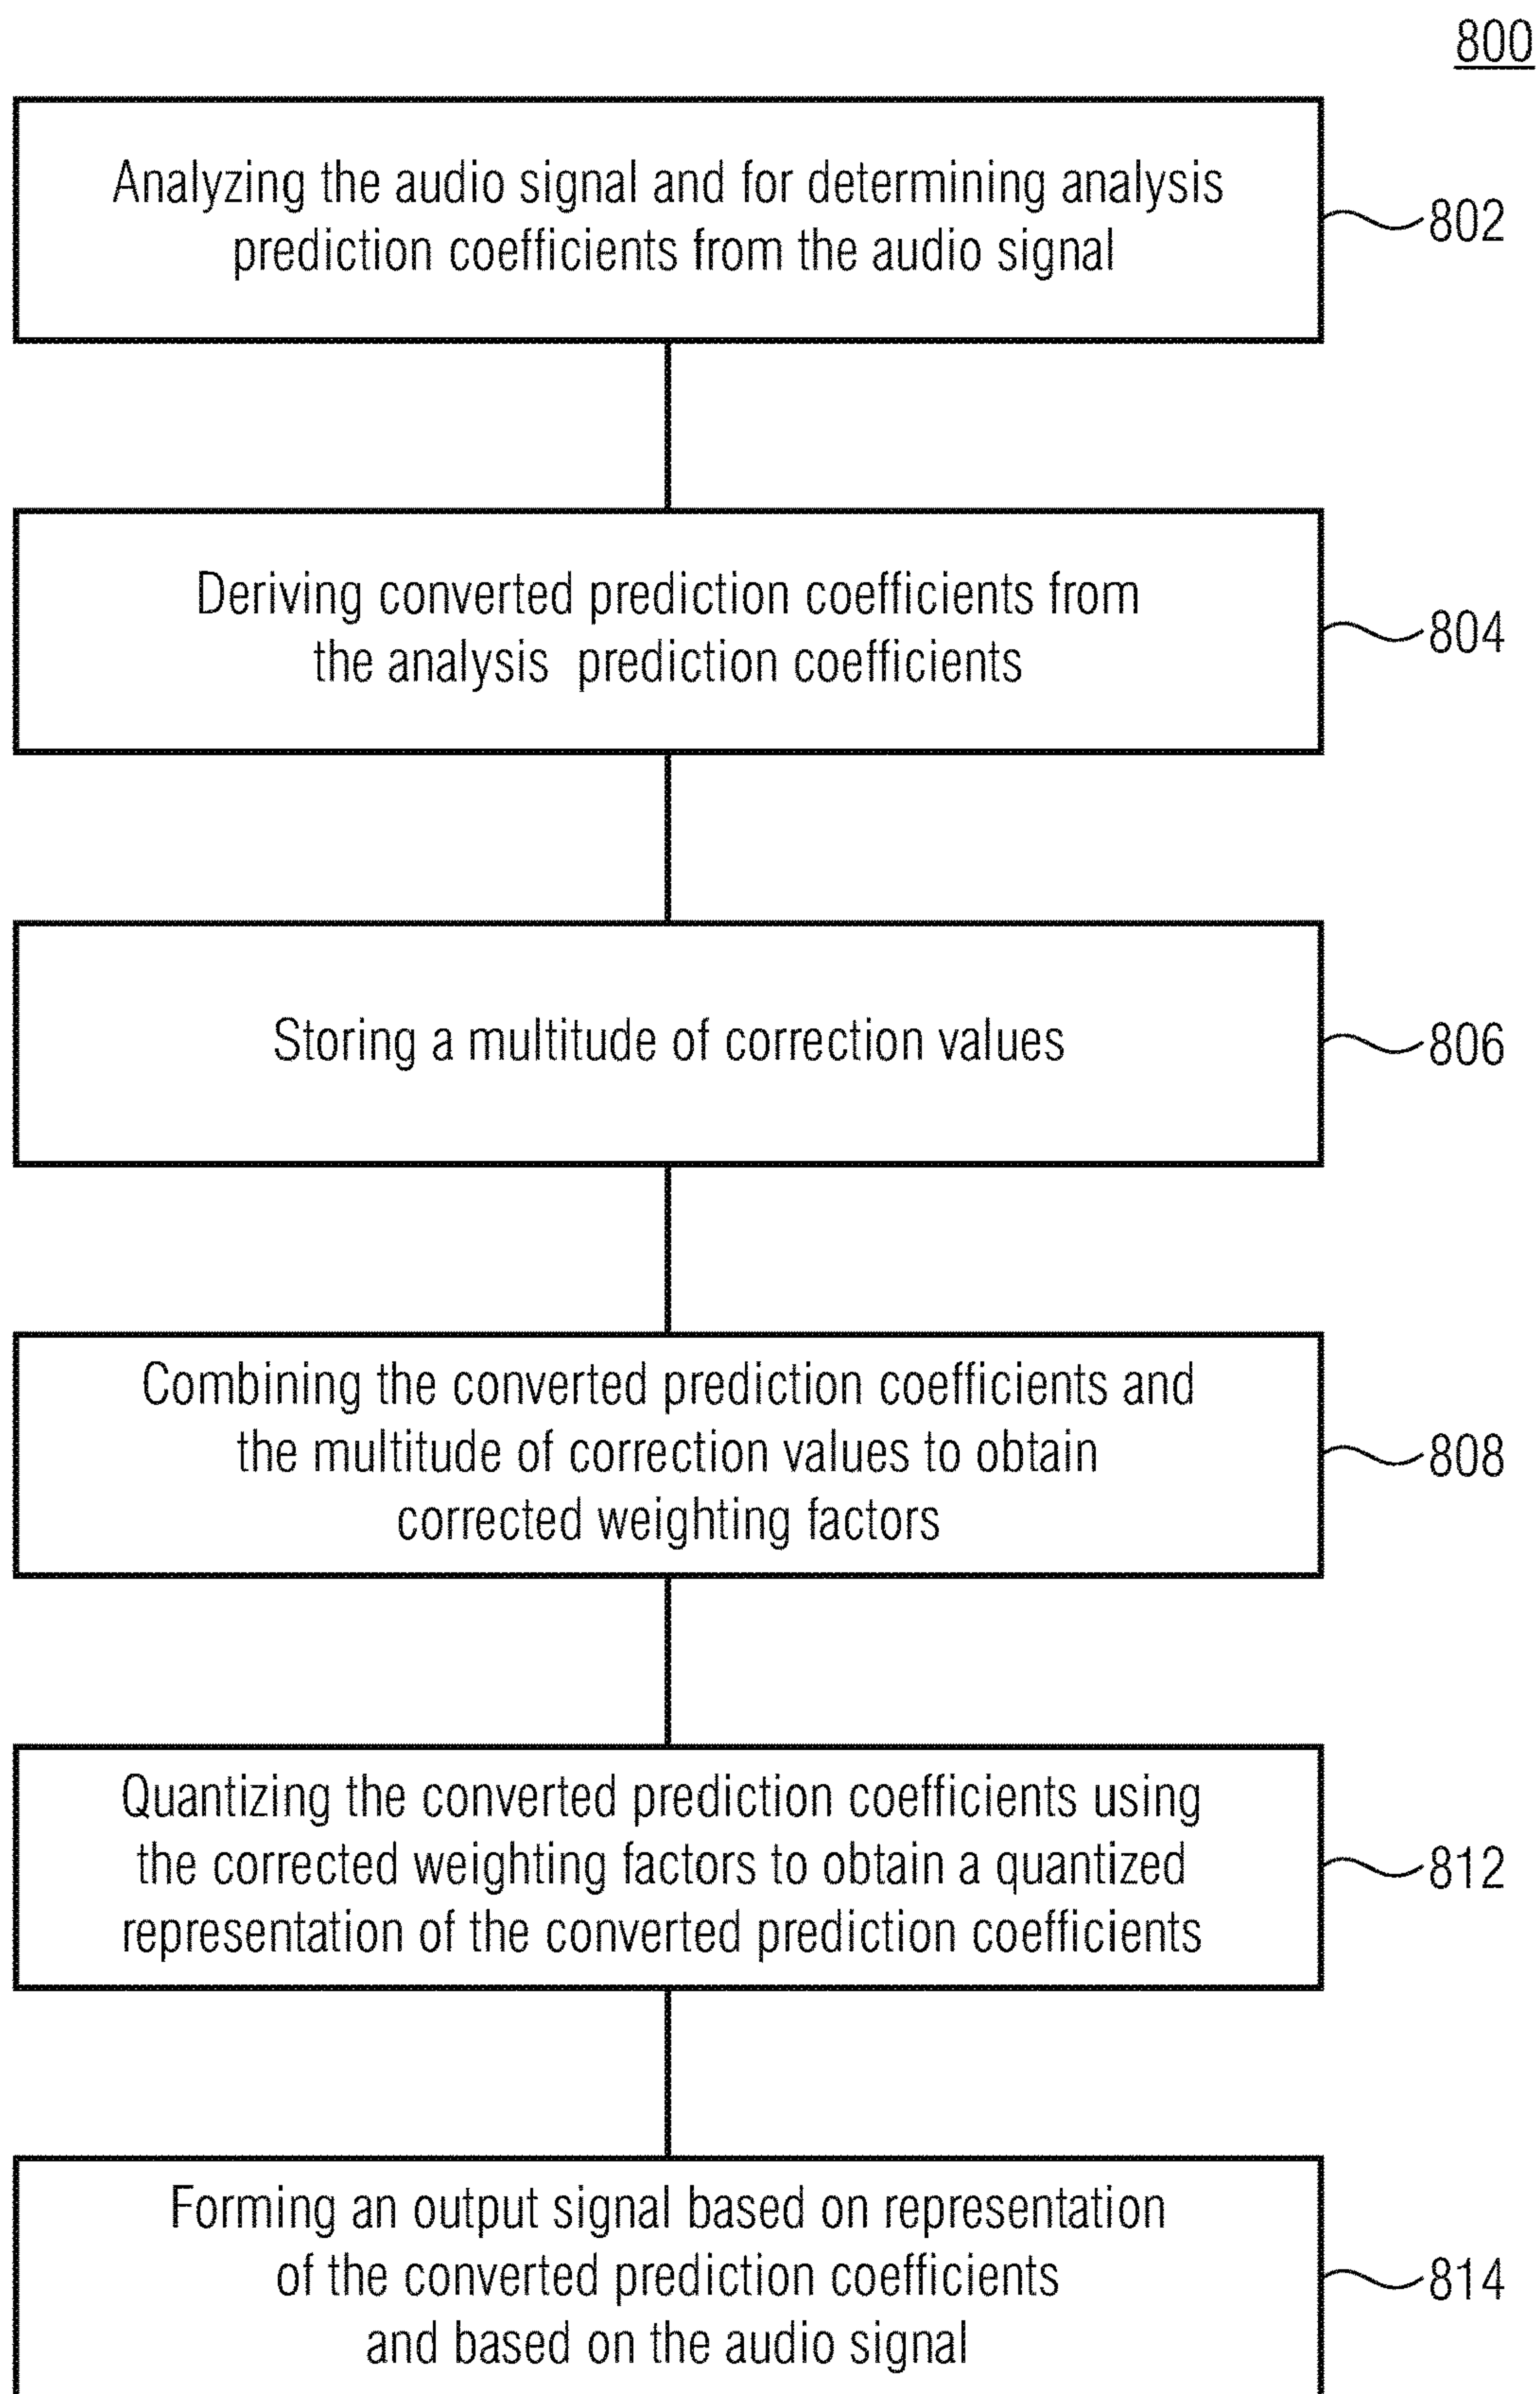 800
Analyzing the audio signal and for determining analysis
prediction coefficients from the audio signal
802
Deriving converted prediction coefficients from
the analysis prediction coefficients
804
Storing a multitude of correction values
806
Combining the converted prediction coefficients and
the multitude of correction values to obtain
corrected weighting factors
808
Quantizing the converted prediction coefficients using
the corrected weighting factors to obtain a quantized
representation of the converted prediction coefficients
812
Forming an output signal based on representation
of the converted prediction coefficients
and based on the audio signal
814